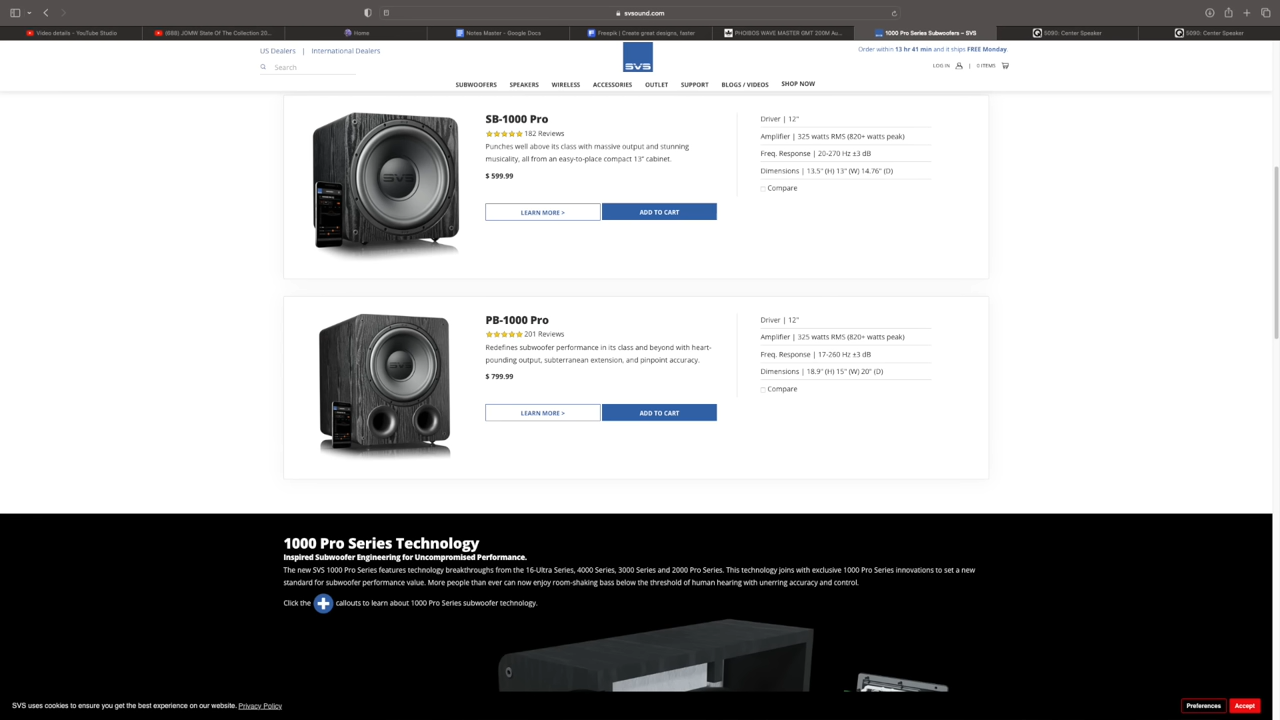 svsound.com
Video details - YouTube Studio
(688) JOMW State Of The Collection 20...
Home
Notes Master - Google Docs
Freepik | Create great designs, faster
PHOIBOS WAVE MASTER GMT 200M Au...
1000 Pro Series Subwoofers – SVS
5090: Center Speaker
5090: Center Speaker
US Dealers | International Dealers
Search
SVS
Order within 13 hr 41 min and it ships FREE Monday.
LOG IN | 0 ITEMS
SUBWOOFERS SPEAKERS WIRELESS ACCESSORIES OUTLET SUPPORT BLOGS / VIDEOS SHOP NOW
SB-1000 Pro
182 Reviews
Punches well above its class with massive output and stunning
musicality, all from an easy-to-place compact 13" cabinet.
$ 599.99
LEARN MORE > ADD TO CART
Driver | 12"
Amplifier | 325 watts RMS (820+ watts peak)
Freq. Response | 20-270 Hz ±3 dB
Dimensions | 13.5" (H) 13" (W) 14.76" (D)
Compare
PB-1000 Pro
201 Reviews
Redefines subwoofer performance in its class and beyond with heart-
pounding output, subterranean extension, and pinpoint accuracy.
$ 799.99
LEARN MORE > ADD TO CART
Driver | 12"
Amplifier | 325 watts RMS (820+ watts peak)
Freq. Response | 17-260 Hz ±3 dB
Dimensions | 18.9" (H) 15" (W) 20" (D)
Compare
1000 Pro Series Technology
Inspired Subwoofer Engineering for Uncompromised Performance.
The new SVS 1000 Pro Series features technology breakthroughs from the 16-Ultra Series, 4000 Series, 3000 Series and 2000 Pro Series. This technology joins with exclusive 1000 Pro Series innovations to set a new
standard for subwoofer performance value. More people than ever can now enjoy room-shaking bass below the threshold of human hearing with unerring accuracy and control.
Click the callouts to learn about 1000 Pro Series subwoofer technology.
SVS uses cookies to ensure you get the best experience on our website. Privacy Policy
Preferences Accept